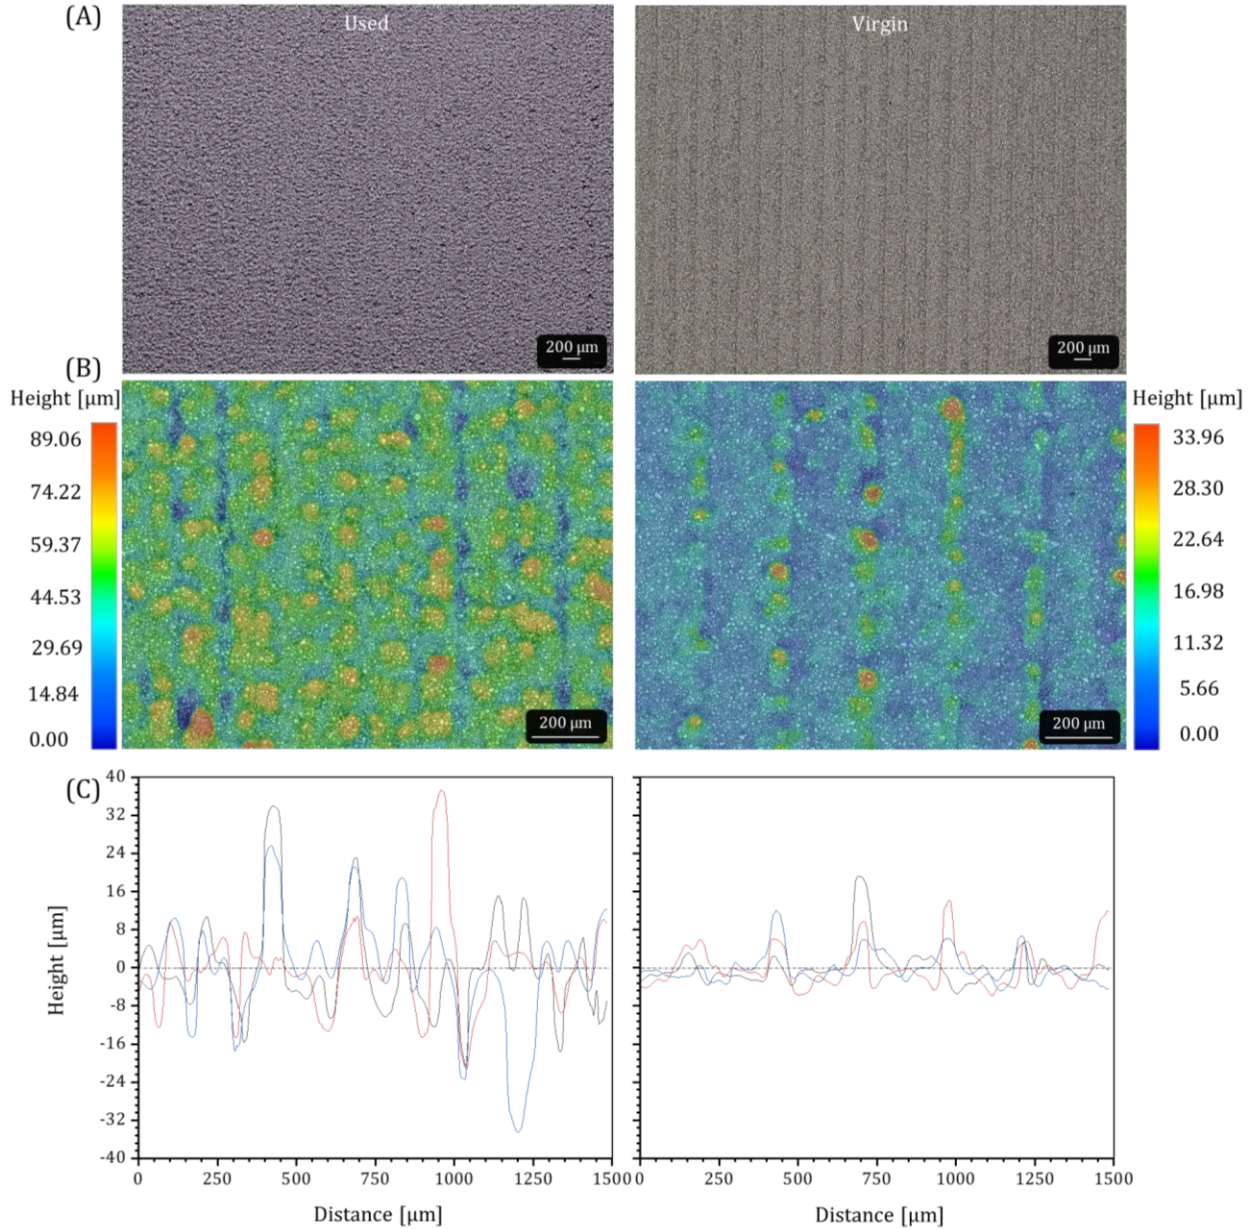 (A)
Used
Virgin
200 µm
200 µm
(B)
Height [µm]
89.06
74.22
59.37
44.53
29.69
14.84
0.00
200 µm
200 µm
Height [µm]
33.96
28.30
22.64
16.98
11.32
5.66
0.00
(C)
Height [µm]
40
32
24
16
8
0
-8
-16
-24
-32
-40
0
250
500
750
1000
1250
1500
0
250
500
750
1000
1250
1500
Distance [µm]
Distance [µm]